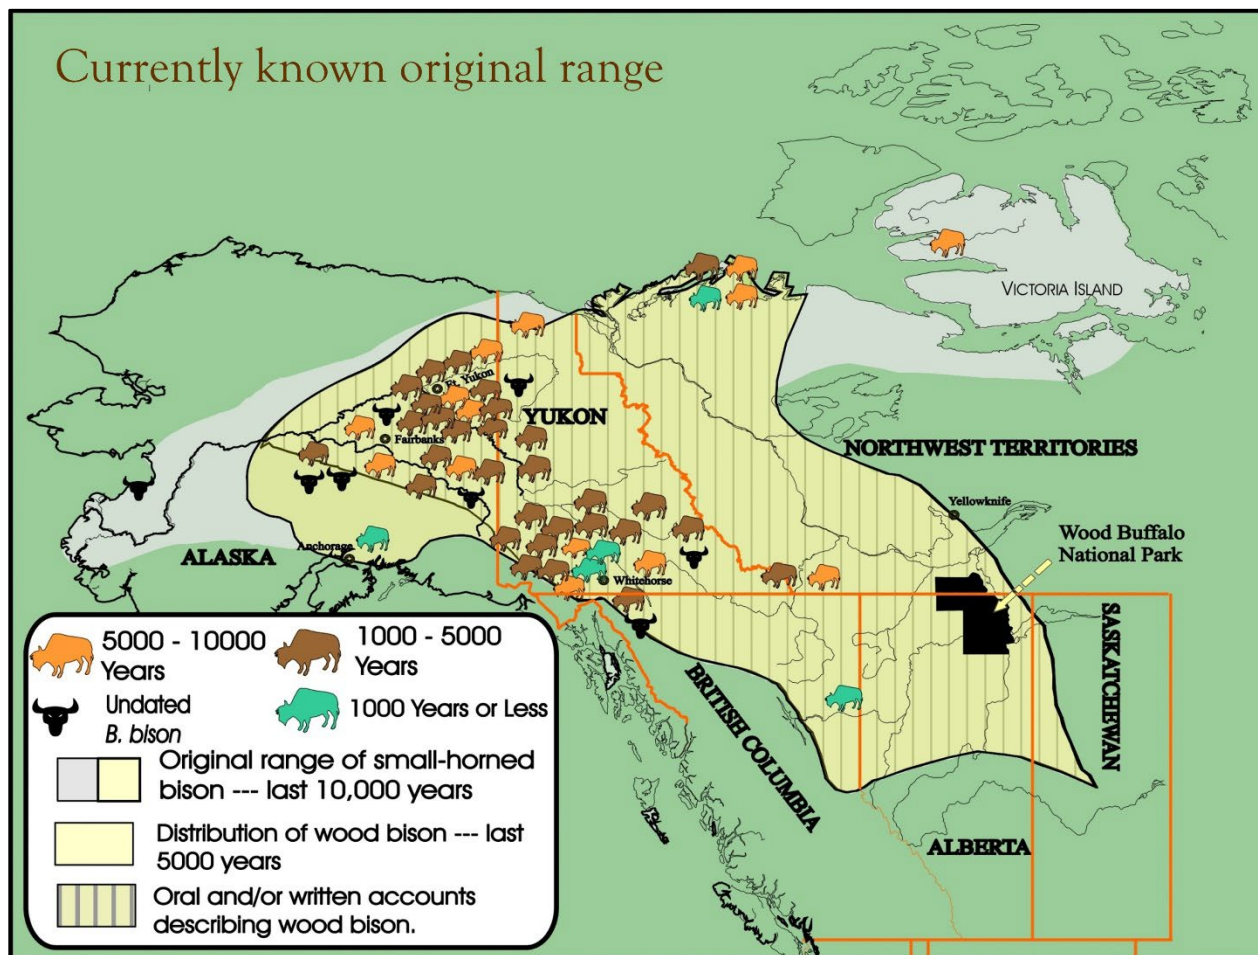 Currently known original range
VICTORIA ISLAND
Ft. Yukon
YUKON
Fairbanks
NORTHWEST TERRITORIES
Yellowknife
Wood Buffalo
National Park
ALASKA
Anchorage
Whitehorse
BRITISH COLUMBIA
SASKATCHEWAN
ALBERTA
5000 - 10000
Years
1000 - 5000
Years
Undated
B. bison
1000 Years or Less
Original range of small-horned
bison --- last 10,000 years
Distribution of wood bison --- last
5000 years
Oral and/or written accounts
describing wood bison.